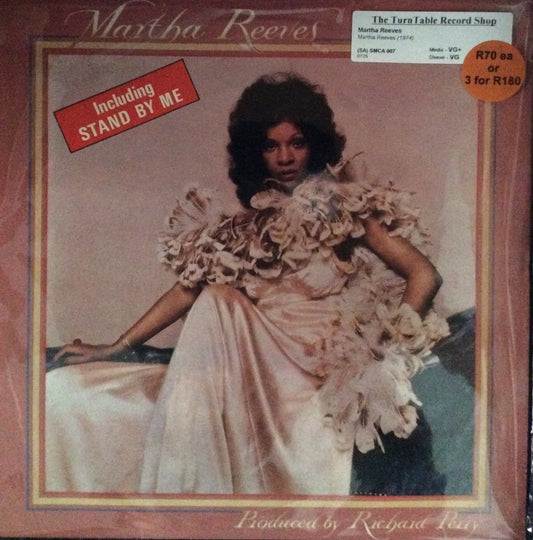 Martha Reeves
The TurnTable Record Shop
Martha Reeves
Martha Reeves (1974)
(SA) SMCA 607
Media - VG+
Sleeve - VG
R70 ea
or
3 for R180
Including
STAND BY ME
Produced by Richard Perry